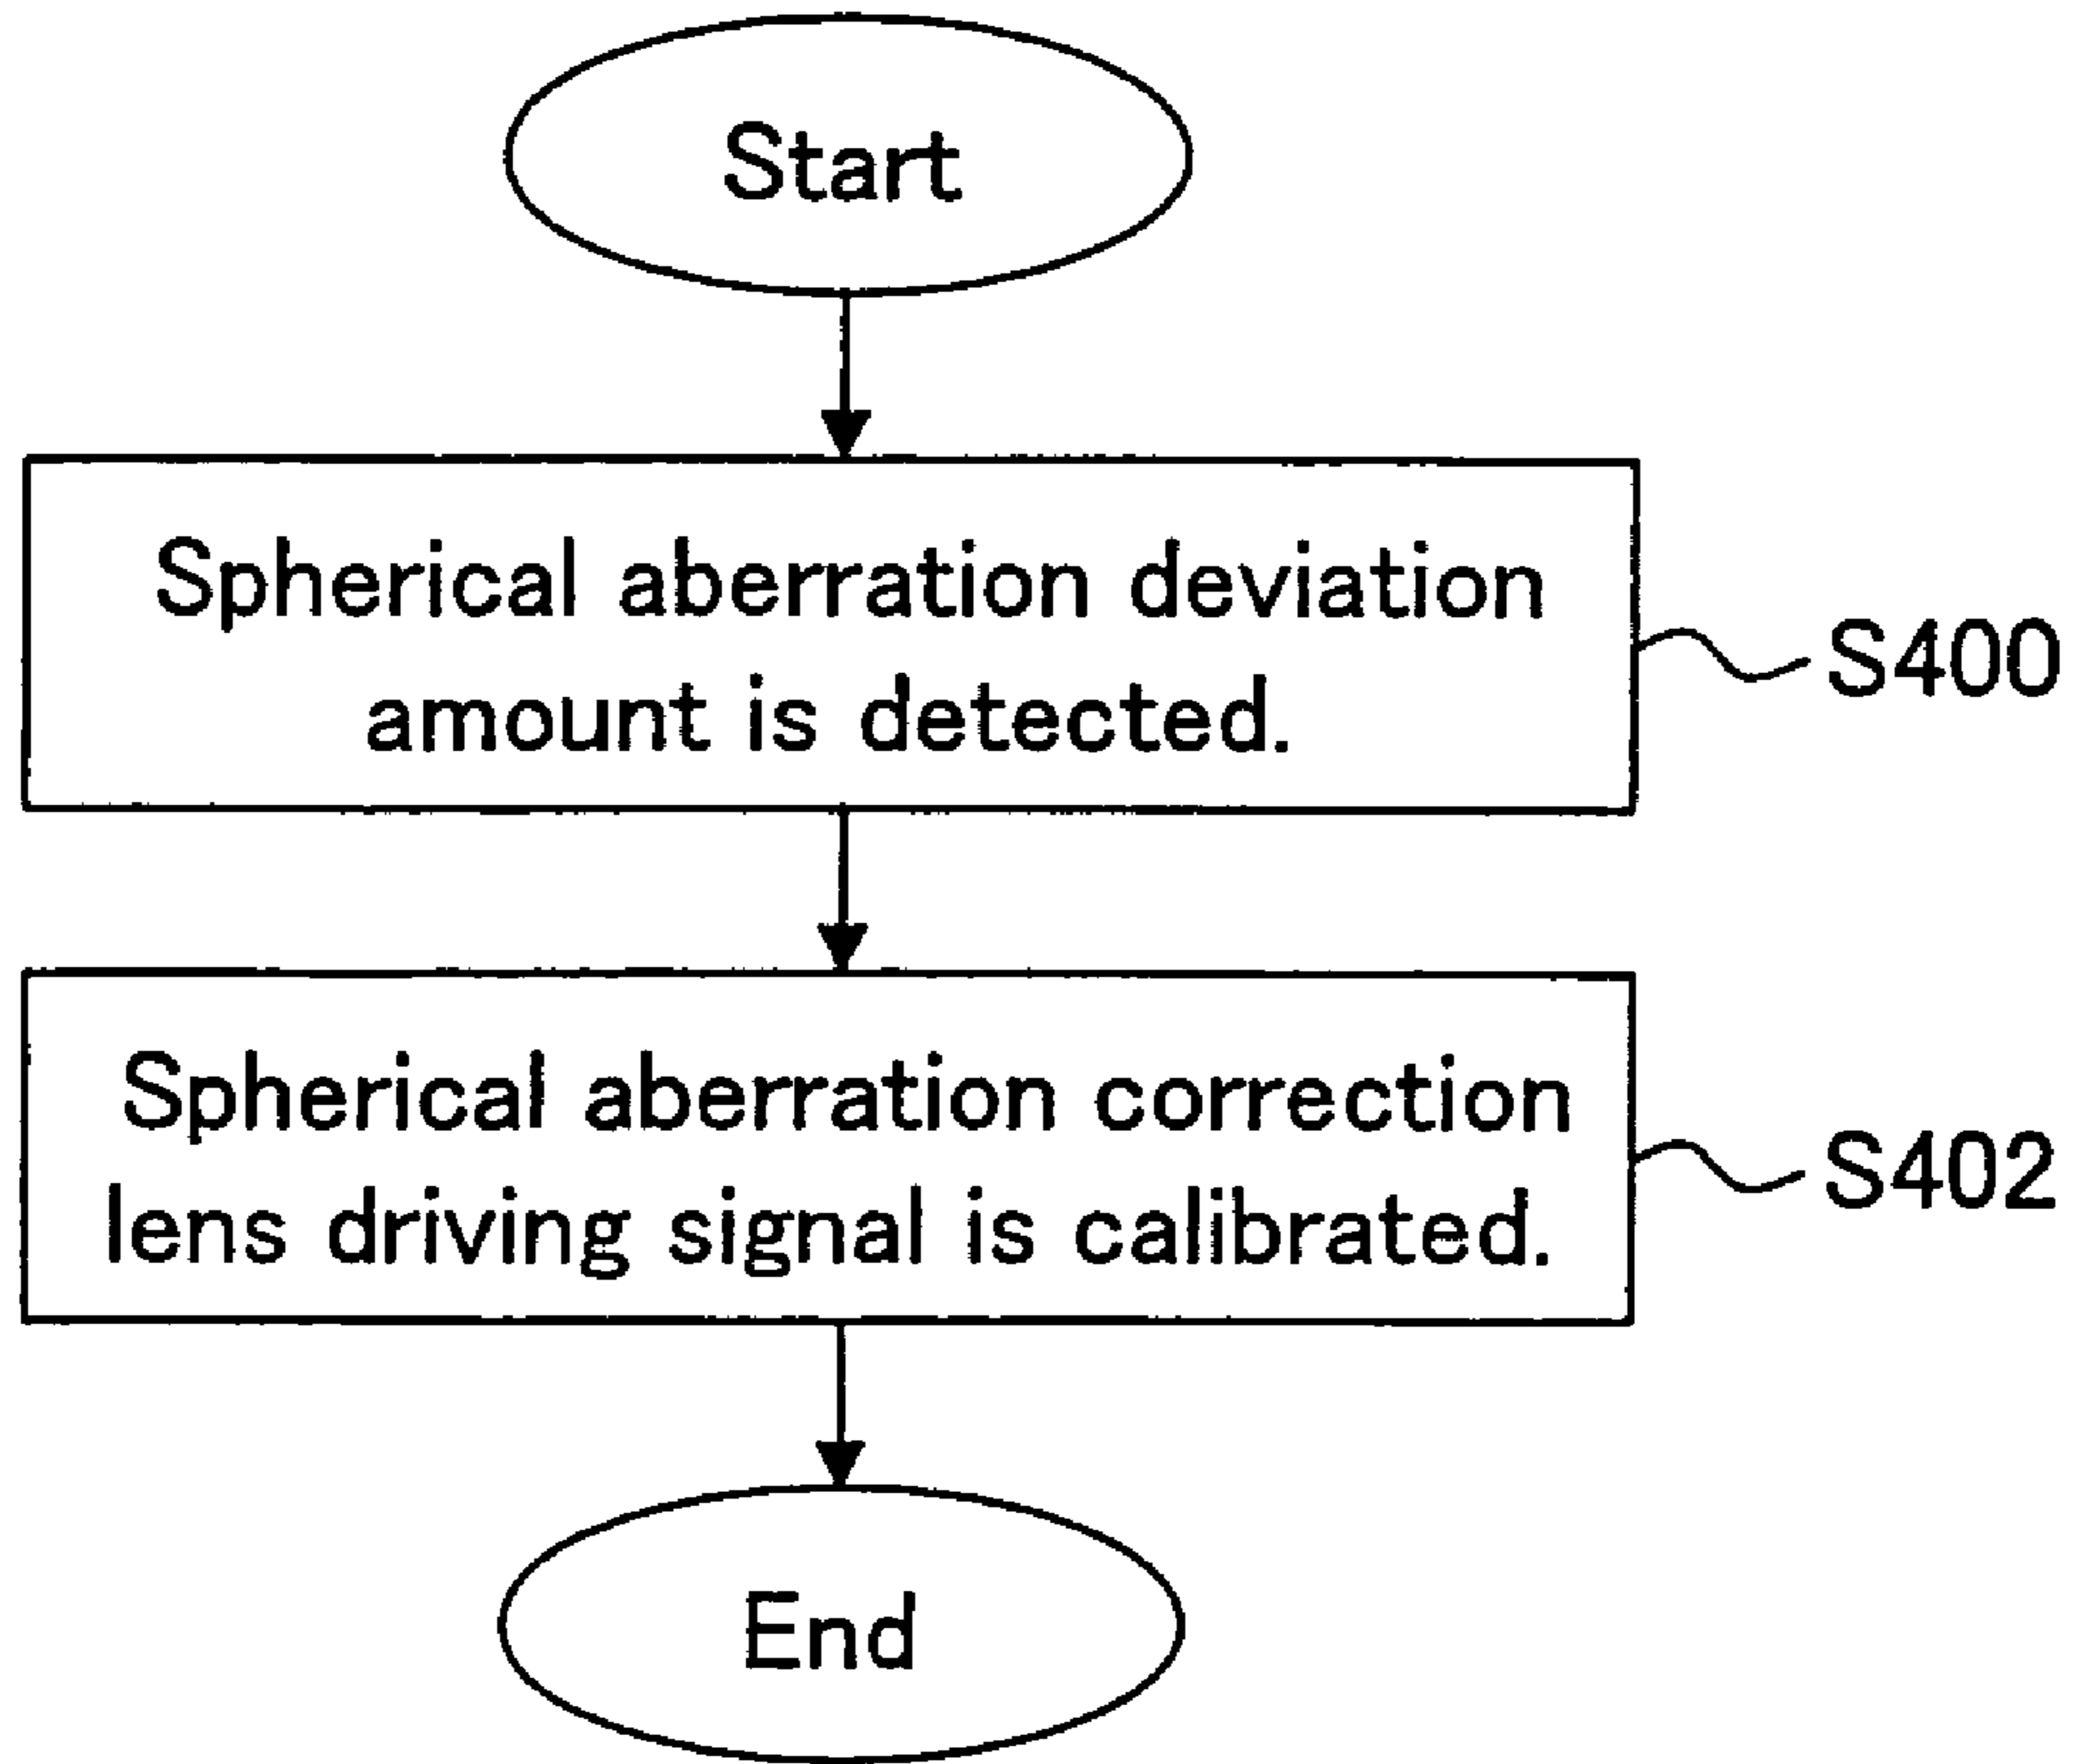 Start
Spherical aberration deviation
amount is detected.
S400
Spherical aberration correction
lens driving signal is calibrated.
S402
End